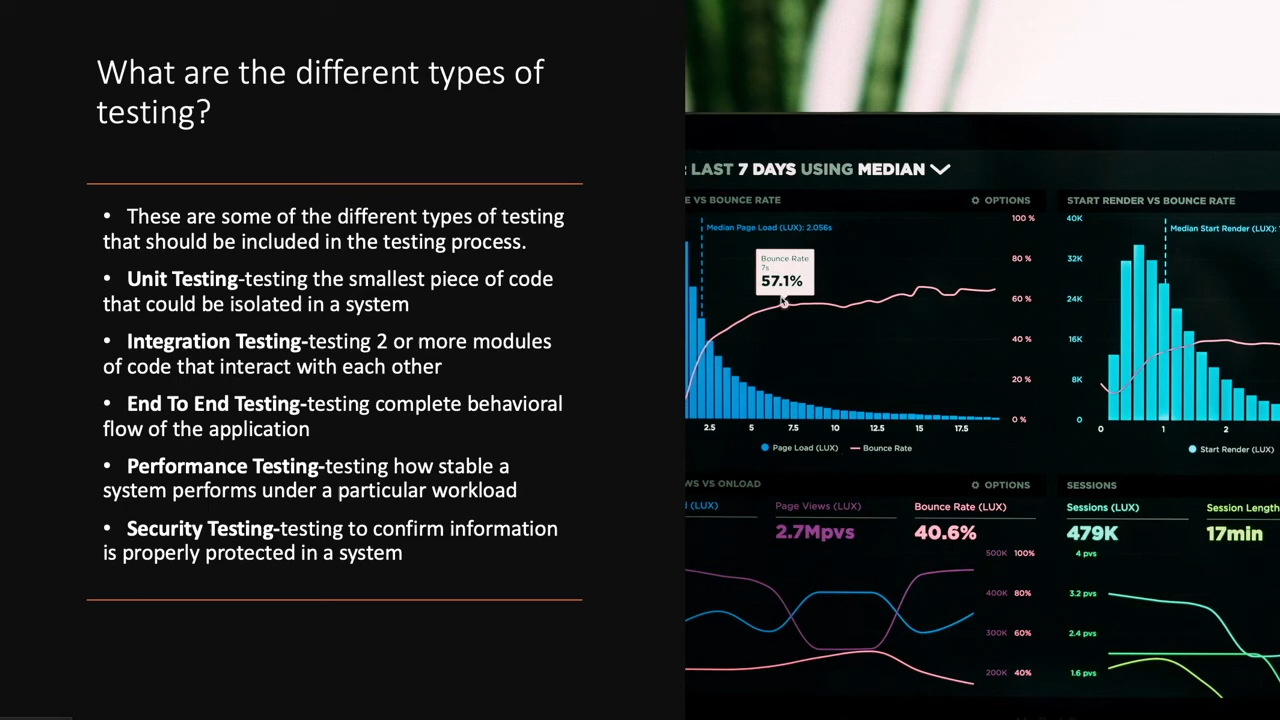 What are the different types of
testing?
• These are some of the different types of testing
that should be included in the testing process.
• Unit Testing-testing the smallest piece of code
that could be isolated in a system
• Integration Testing-testing 2 or more modules
of code that interact with each other
• End To End Testing-testing complete behavioral
flow of the application
• Performance Testing-testing how stable a
system performs under a particular workload
• Security Testing-testing to confirm information
is properly protected in a system
LAST 7 DAYS USING MEDIAN
E VS BOUNCE RATE
OPTIONS
100 %
Median Page Load (LUX): 2.056s
Bounce Rate
7s
57.1%
80 %
60 %
40 %
20 %
0 %
2.5 5 7.5 10 12.5 15 17.5
Page Load (LUX) Bounce Rate
START RENDER VS BOUNCE RATE
40K
Median Start Render (LUX):
32K
24K
16K
8K
0
0 1 2
Start Render (LUX)
WS VS ONLOAD
OPTIONS
(LUX)
Page Views (LUX)
2.7Mpvs
Bounce Rate (LUX)
40.6%
500K 100%
400K 80%
300K 60%
200K 40%
SESSIONS
Sessions (LUX)
479K
Session Length
17min
4 pvs
3.2 pvs
2.4 pvs
1.6 pvs